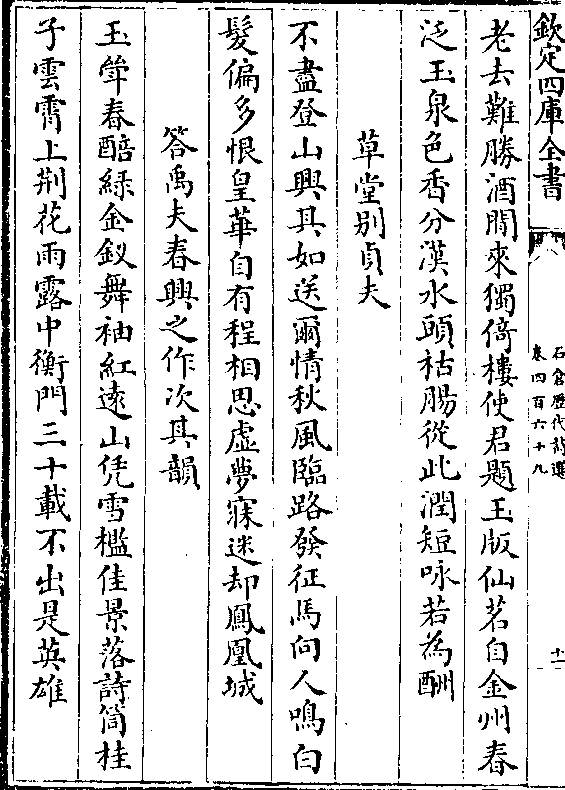 欽定四庫全書
石倉歷代詩選
卷四百六十九
十一
老去難勝酒閒來獨倚樓使君題玉版仙茗自金州春
泛玉泉色香分漢水頭枯腸從此潤短咏若為酬
草堂别貞夫
不盡登山興其如送爾情秋風臨路發征馬向人鳴白
髮偏多恨皇華自有程相思虛夢寐迷却鳳凰城
答禹夫春興之作次其韻
玉斝春醅緑金釵舞袖紅遠山凭雪檻佳景落詩筒桂
子雲霄上荆花雨露中衡門三十載不出是英雄